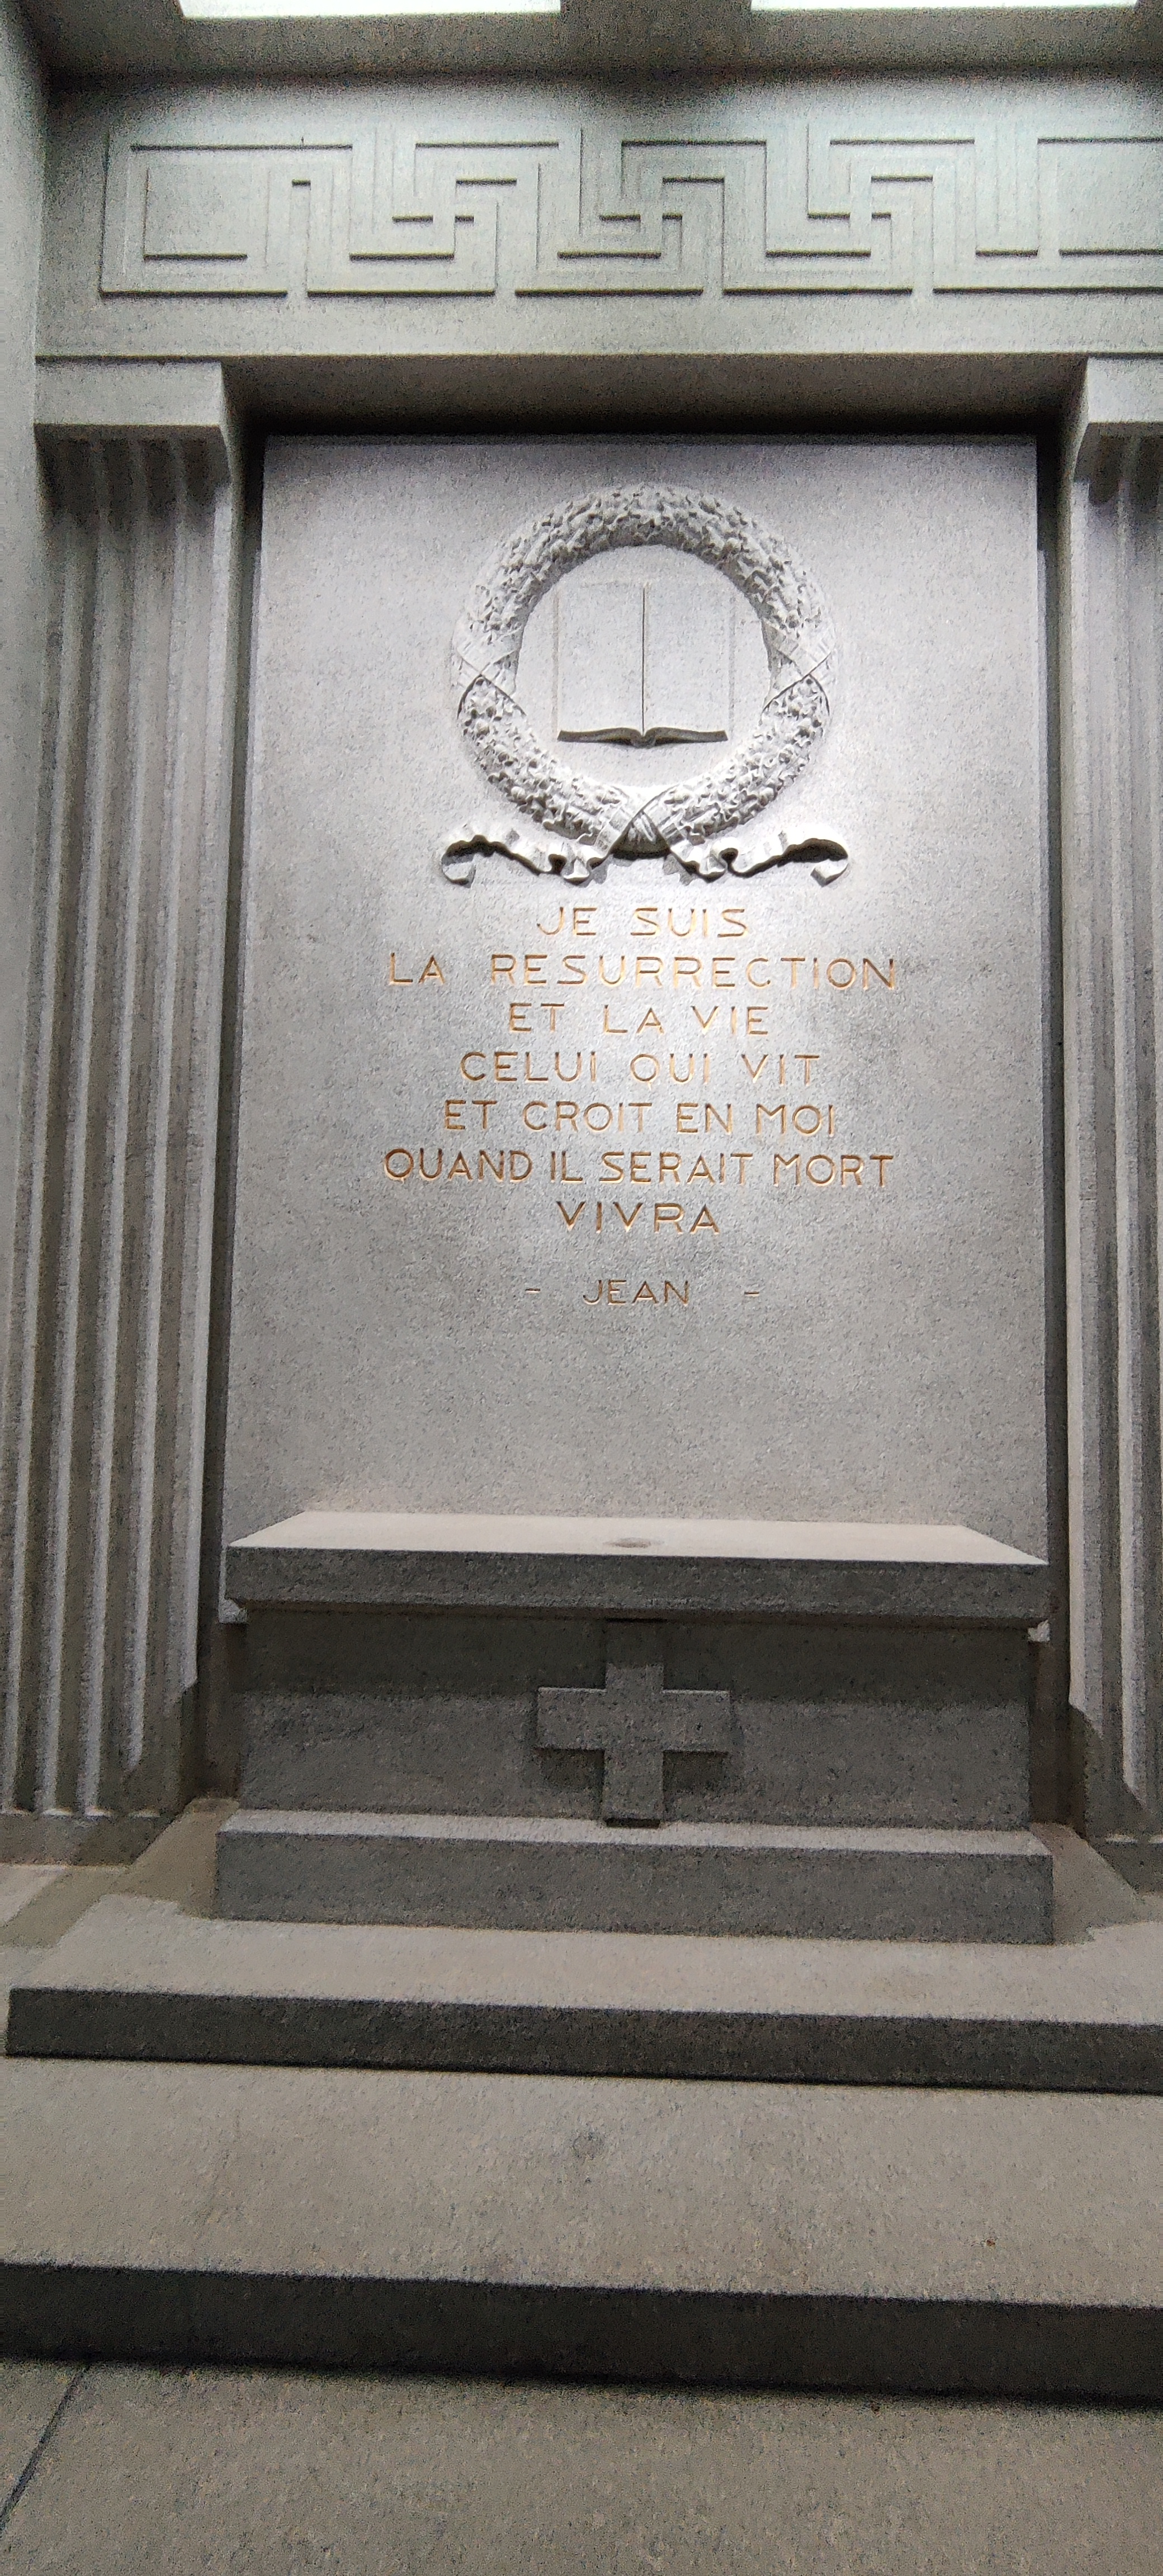 JE SUIS
LA RESURRECTION
ET LA VIE
CELUI QUI VIT
ET CROIT EN MOI
QUAND IL SERAIT MORT
VIVRA
- JEAN -